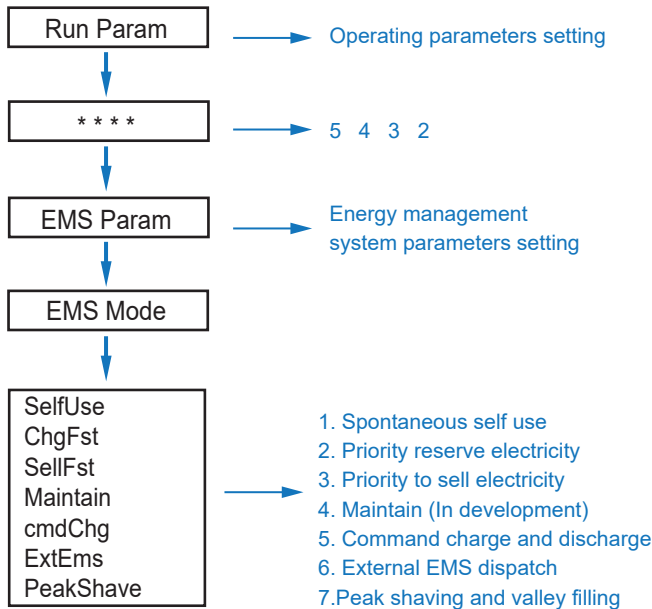 Run Param
Operating parameters setting
* * * *
5 4 3 2
EMS Param
Energy management
system parameters setting
EMS Mode
SelfUse
ChgFst
SellFst
Maintain
cmdChg
ExtEms
PeakShave
1. Spontaneous self use
2. Priority reserve electricity
3. Priority to sell electricity
4. Maintain (In development)
5. Command charge and discharge
6. External EMS dispatch
7.Peak shaving and valley filling